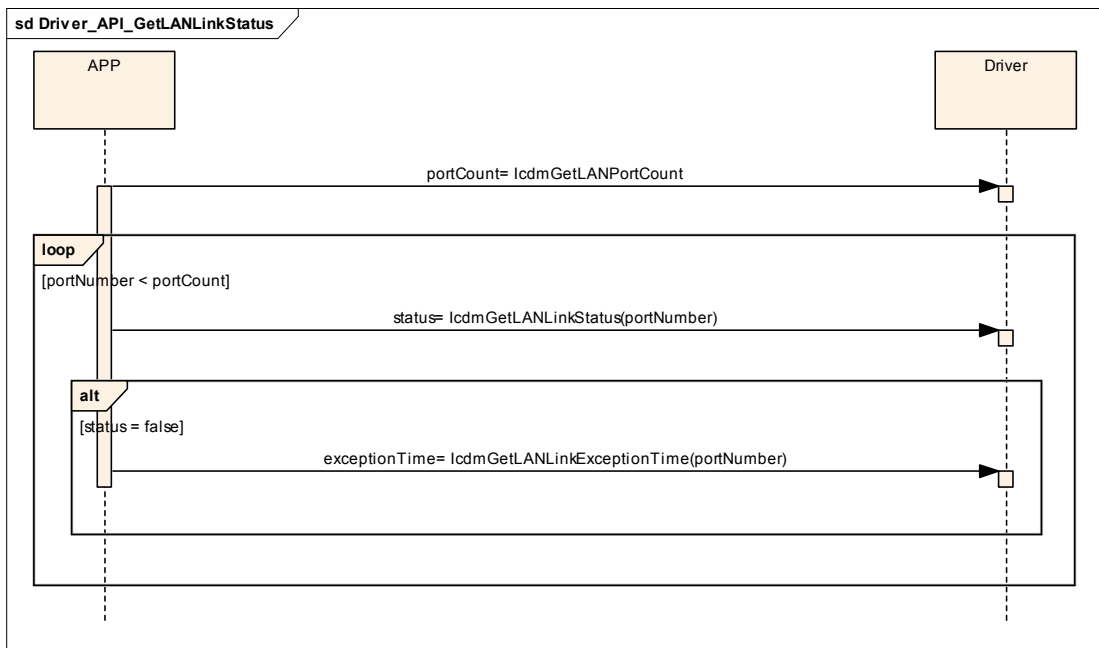 sd Driver_API_GetLANLinkStatus
APP
Driver
portCount= IcdmGetLANPortCount
loop
[portNumber < portCount]
status= IcdmGetLANLinkStatus(portNumber)
alt
[status = false]
exceptionTime= IcdmGetLANLinkExceptionTime(portNumber)